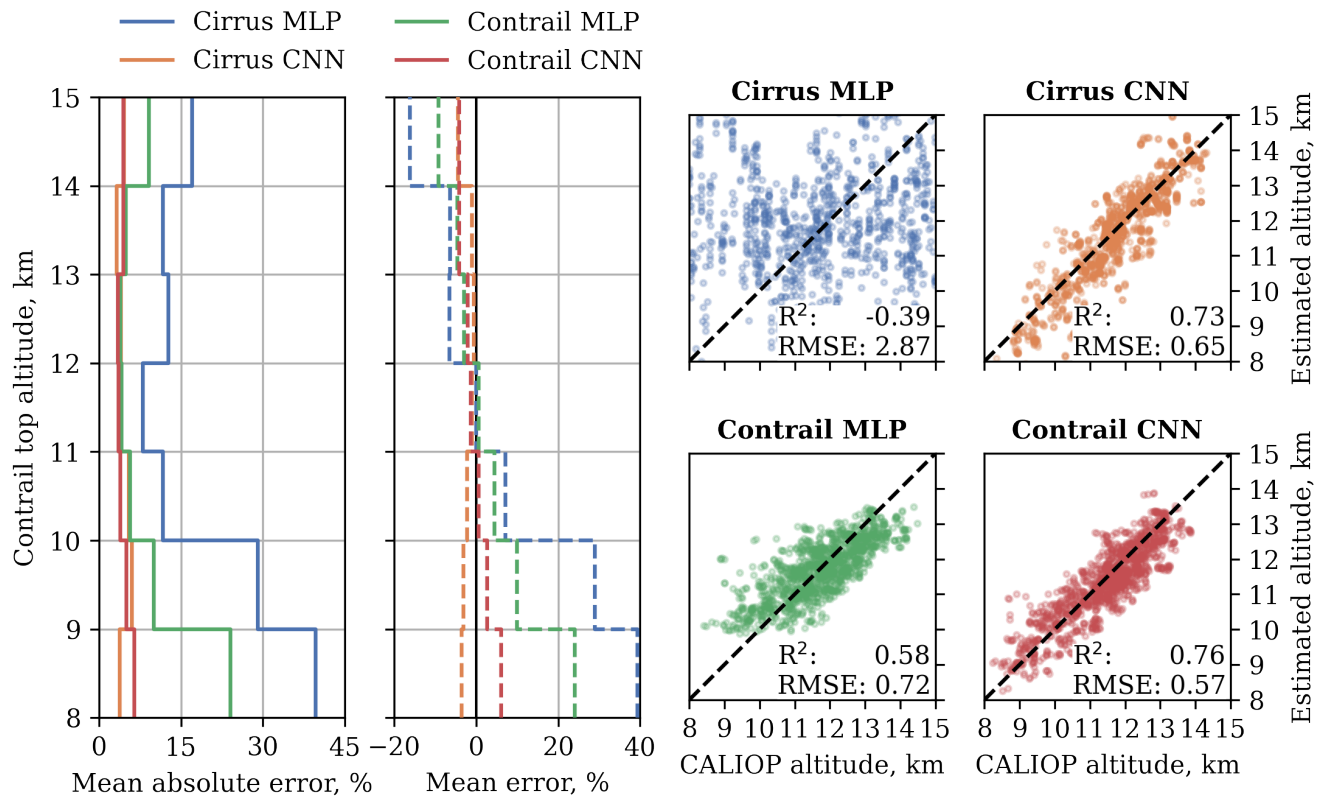 Cirrus MLP
Cirrus CNN
Contrail MLP
Contrail CNN
Contrail top altitude, km
15
14
13
12
11
10
9
8
0 15 30 45
Mean absolute error, %
−20 0 20 40
Mean error, %
Cirrus MLP
R²: -0.39
RMSE: 2.87
Cirrus CNN
R²: 0.73
RMSE: 0.65
15
14
13
12
11
10
9
8
Estimated altitude, km
Contrail MLP
R²: 0.58
RMSE: 0.72
8 9 10 11 12 13 14 15
CALIOP altitude, km
Contrail CNN
R²: 0.76
RMSE: 0.57
8 9 10 11 12 13 14 15
CALIOP altitude, km
15
14
13
12
11
10
9
8
Estimated altitude, km